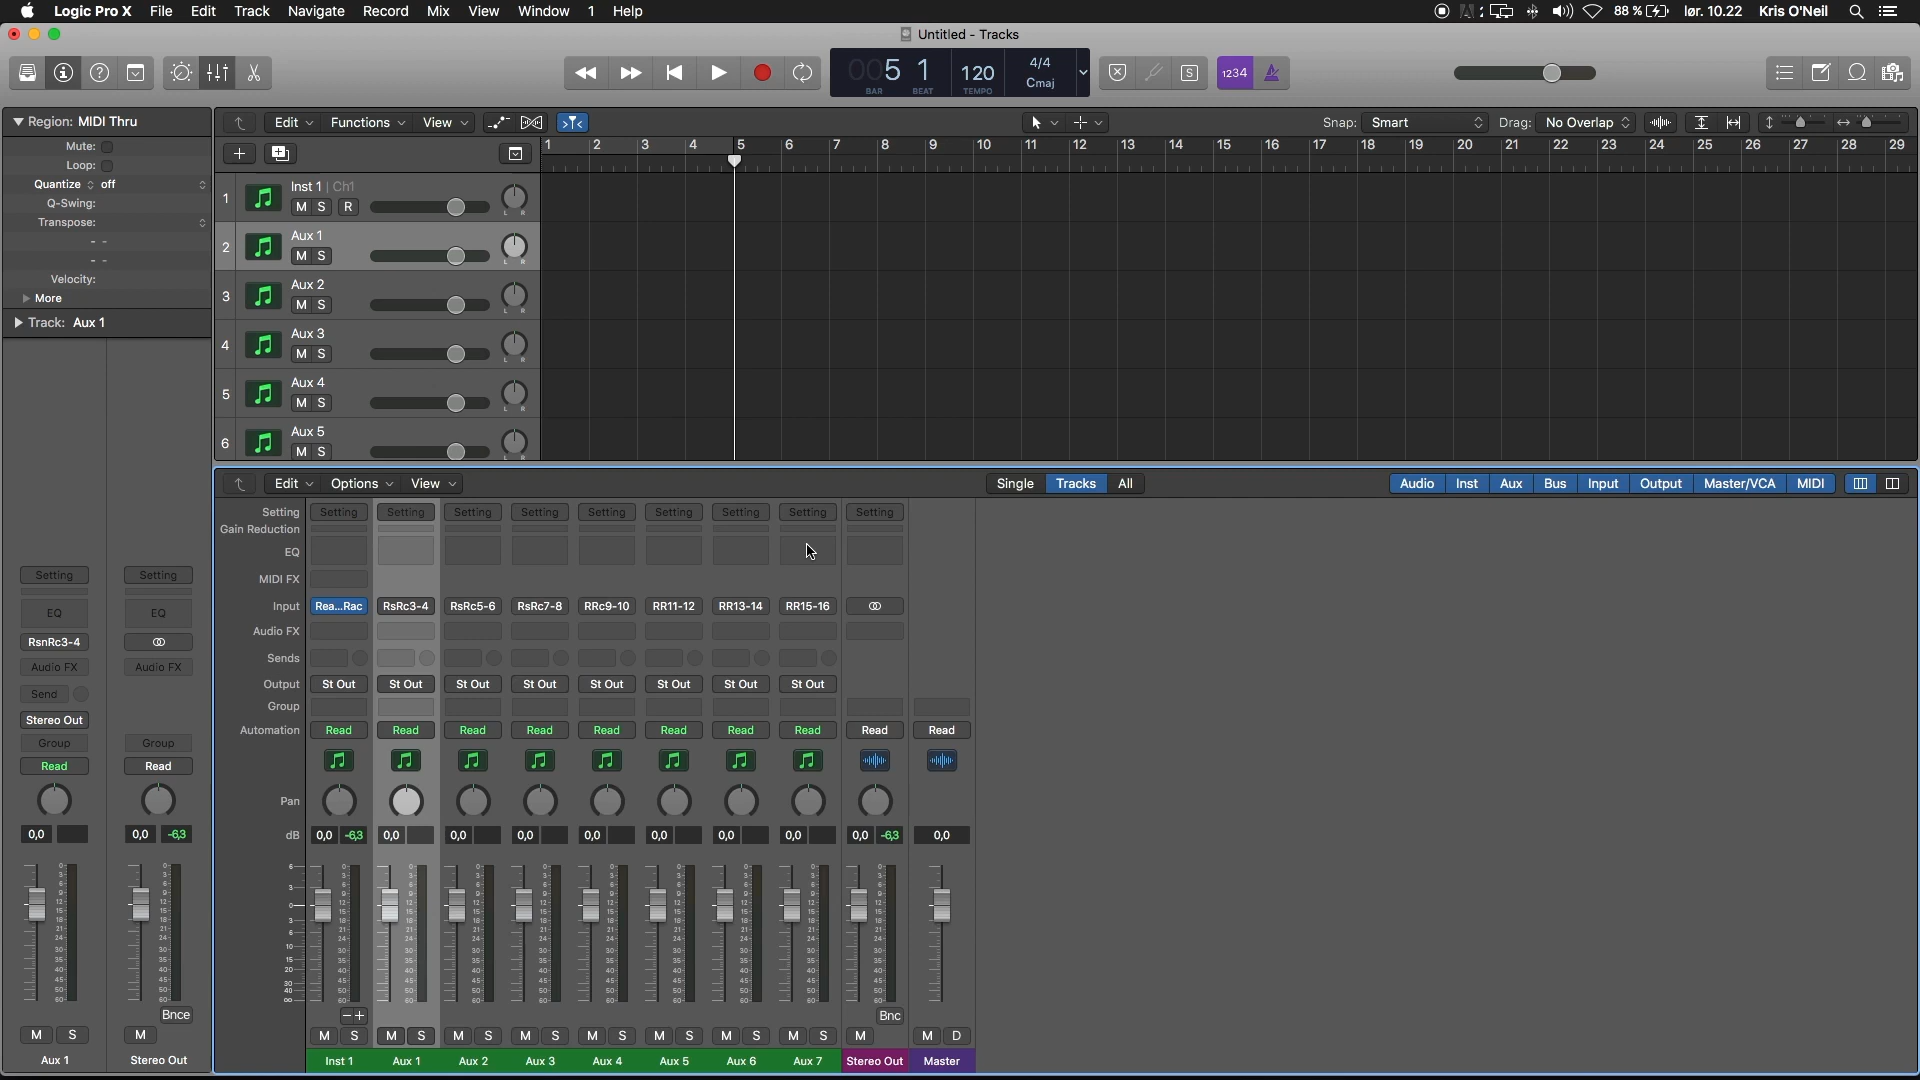 Logic Pro X File Edit Track Navigate Record Mix View Window 1 Help
88 % lør. 10.22 Kris O'Neil
Untitled - Tracks
005 1 120 4/4 Cmaj
BAR BEAT TEMPO
S 1234
Region: MIDI Thru
Mute:
Loop:
Quantize off
Q-Swing:
Transpose:
- -
- -
Velocity:
More
Track: Aux 1
Edit Functions View
Snap: Smart Drag: No Overlap
1 2 3 4 5 6 7 8 9 10 11 12 13 14 15 16 17 18 19 20 21 22 23 24 25 26 27 28 29
1 Inst 1 | Ch1
M S R L R
2 Aux 1
M S L R
3 Aux 2
M S L R
4 Aux 3
M S L R
5 Aux 4
M S L R
6 Aux 5
M S L R
Setting Setting
EQ EQ
RsnRc3-4
Audio FX Audio FX
Send
Stereo Out
Group Group
Read Read
0,0 0,0 -6,3
Bnce
M S M
Aux 1 Stereo Out
Edit Options View
Single Tracks All
Audio Inst Aux Bus Input Output Master/VCA MIDI
Setting Setting Setting Setting Setting Setting Setting Setting Setting Setting
Gain Reduction
EQ
MIDI FX
Input Rea...Rac RsRc3-4 RsRc5-6 RsRc7-8 RRc9-10 RR11-12 RR13-14 RR15-16
Audio FX
Sends
Output St Out St Out St Out St Out St Out St Out St Out St Out
Group
Automation Read Read Read Read Read Read Read Read Read Read
Pan
dB 0,0 -6,3 0,0 0,0 0,0 0,0 0,0 0,0 0,0 0,0 -6,3 0,0
Bnc
M S M S M S M S M S M S M S M S M M D
Inst 1 Aux 1 Aux 2 Aux 3 Aux 4 Aux 5 Aux 6 Aux 7 Stereo Out Master